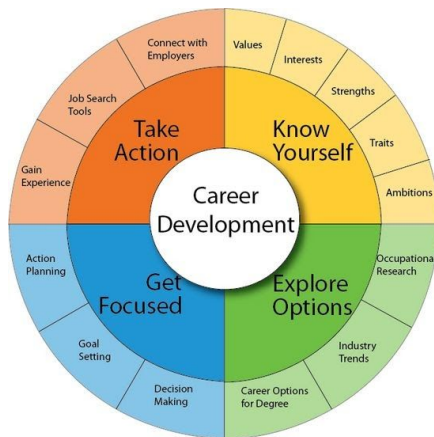 Connect with
Employers
Values
Interests
Strengths
Traits
Ambitions
Job Search
Tools
Gain
Experience
Take
Action
Know
Yourself
Career
Development
Get
Focused
Explore
Options
Action
Planning
Goal
Setting
Decision
Making
Occupational
Research
Industry
Trends
Career Options
for Degree